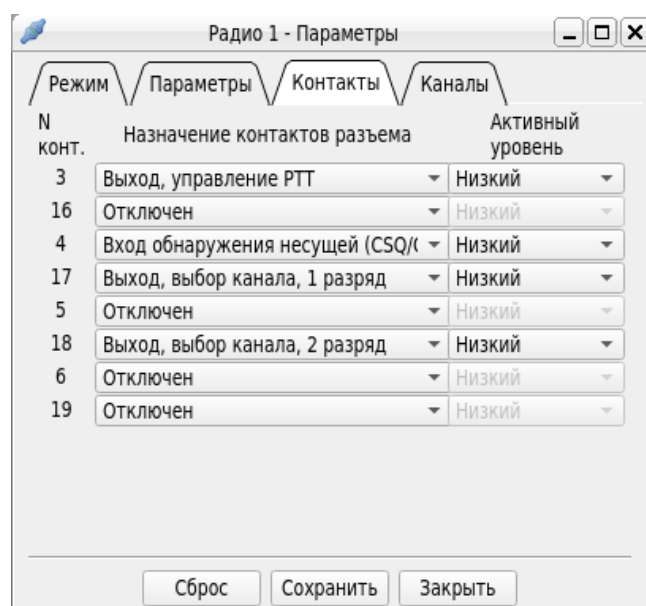 Радио 1 - Параметры
Режим Параметры Контакты Каналы
N конт. Назначение контактов разъема Активный уровень
3 Выход, управление PTT Низкий
16 Отключен Низкий
4 Вход обнаружения несущей (CSQ/ Низкий
17 Выход, выбор канала, 1 разряд Низкий
5 Отключен Низкий
18 Выход, выбор канала, 2 разряд Низкий
6 Отключен Низкий
19 Отключен Низкий
Сброс Сохранить Закрыть